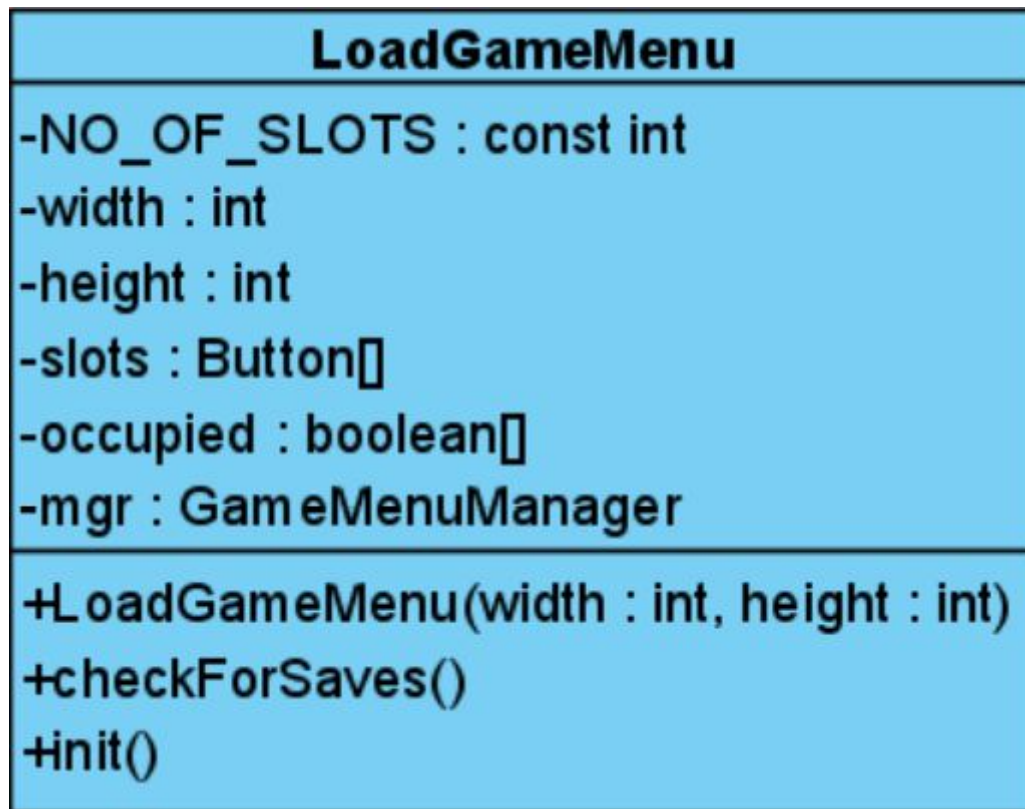 LoadGameMenu
-NO_OF_SLOTS : const int
-width : int
-height : int
-slots : Button[]
-occupied : boolean[]
-mgr : GameMenuManager
+LoadGameMenu(width : int, height : int)
+checkForSaves()
+init()